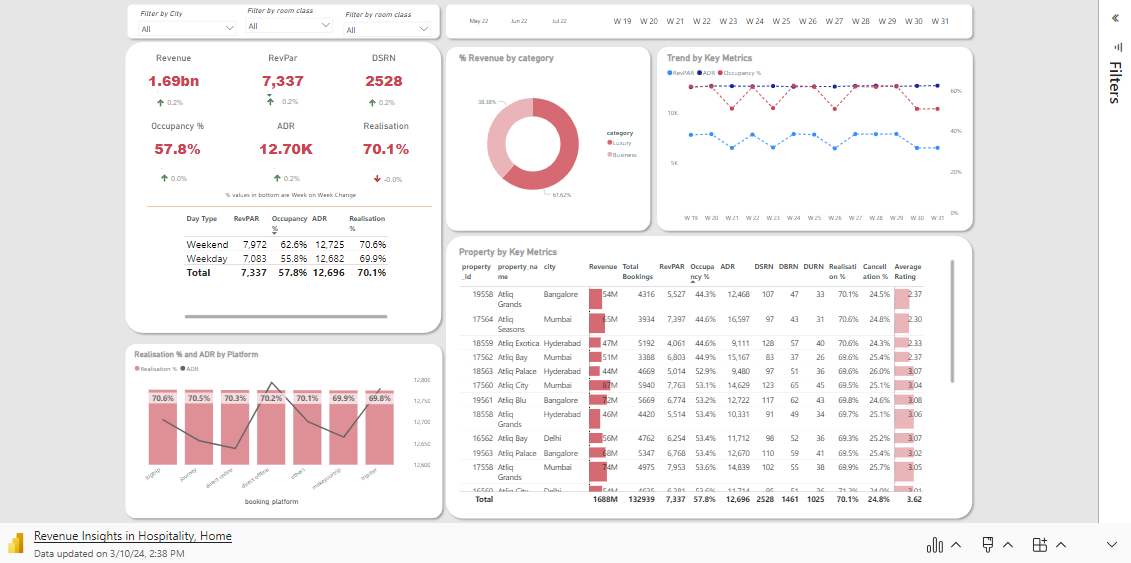 Filter by City
Filter by room class
Filter by room class
All
All
All
May 22 Jun 22 Jul 22 W 19 W 20 W 21 W 22 W 23 W 24 W 25 W 26 W 27 W 28 W 29 W 30 W 31
Filters
Revenue RevPar DSRN
1.69bn 7,337 2528
0.2% 0.2% 0.2%
Occupancy % ADR Realisation
57.8% 12.70K 70.1%
0.0% 0.2% -0.0%
% values in bottom are Week on Week Change
Day Type RevPAR Occupancy % ADR Realisation %
Weekend 7,972 62.6% 12,725 70.6%
Weekday 7,083 55.8% 12,682 69.9%
Total 7,337 57.8% 12,696 70.1%
% Revenue by category
38.38%
61.62%
category
Luxury
Business
Trend by Key Metrics
RevPAR ADR Occupancy %
10K
5K
60%
40%
20%
0%
W 19 W 20 W 21 W 22 W 23 W 24 W 25 W 26 W 27 W 28 W 29 W 30 W 31
Realisation % and ADR by Platform
Realisation % ADR
70.6% 70.5% 70.3% 70.2% 70.1% 69.9% 69.8%
12,800
12,750
12,700
12,650
12,600
logtrip journey direct online direct offline others makeyourtrip tripster
booking_platform
Property by Key Metrics
property_id property_name city Revenue Total Bookings RevPAR Occupancy % ADR DSRN DBRN DURN Realisation % Cancellation % Average Rating
19558 Atliq Grands Bangalore 54M 4316 5,527 44.3% 12,468 107 47 33 70.1% 24.5% 2.37
17564 Atliq Seasons Mumbai 65M 3934 7,397 44.6% 16,597 97 43 31 70.6% 24.8% 2.30
18559 Atliq Exotica Hyderabad 47M 5192 4,061 44.6% 9,111 128 57 40 70.6% 24.3% 2.33
17562 Atliq Bay Mumbai 51M 3388 6,803 44.9% 15,167 83 37 26 69.6% 25.4% 2.37
18563 Atliq Palace Hyderabad 44M 4669 5,014 52.9% 9,480 97 51 36 69.6% 26.0% 3.07
17560 Atliq City Mumbai 87M 5940 7,763 53.1% 14,629 123 65 45 69.5% 25.1% 3.04
19561 Atliq Blu Bangalore 72M 5669 6,774 53.2% 12,722 117 62 43 69.8% 24.6% 3.08
18558 Atliq Grands Hyderabad 46M 4420 5,514 53.4% 10,331 91 49 34 69.7% 25.1% 3.06
16562 Atliq Bay Delhi 56M 4762 6,254 53.4% 11,712 98 52 36 69.3% 25.2% 3.07
19563 Atliq Palace Bangalore 68M 5347 6,768 53.4% 12,670 110 59 41 69.5% 25.4% 3.02
17558 Atliq Grands Mumbai 74M 4975 7,953 53.6% 14,839 102 55 38 69.9% 25.7% 3.05
Total 1688M 132939 7,337 57.8% 12,696 2528 1461 1025 70.1% 24.8% 3.62
Revenue Insights in Hospitality, Home
Data updated on 3/10/24, 2:38 PM